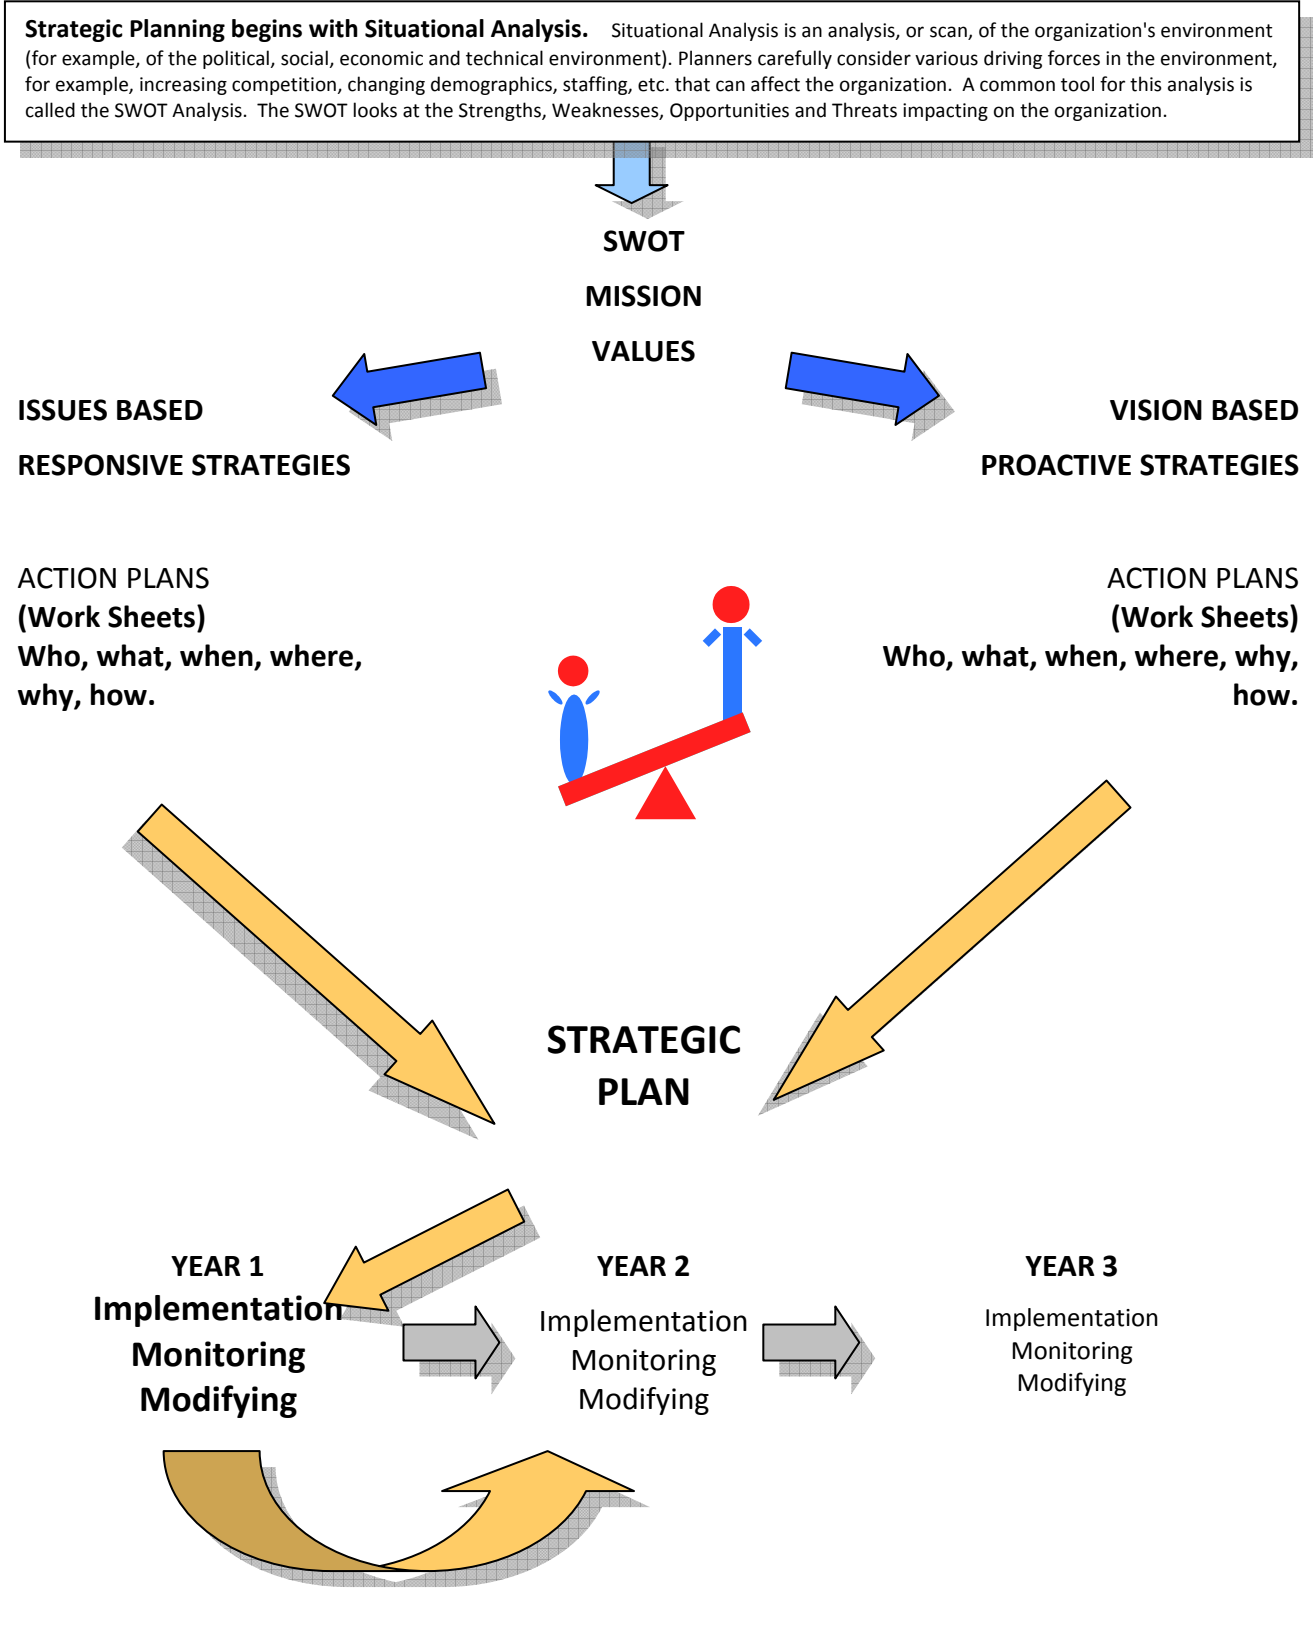 Strategic Planning begins with Situational Analysis. Situational Analysis is an analysis, or scan, of the organization's environment
(for example, of the political, social, economic and technical environment). Planners carefully consider various driving forces in the environment,
for example, increasing competition, changing demographics, staffing, etc. that can affect the organization. A common tool for this analysis is
called the SWOT Analysis. The SWOT looks at the Strengths, Weaknesses, Opportunities and Threats impacting on the organization.
SWOT
MISSION
VALUES
ISSUES BASED
RESPONSIVE STRATEGIES
VISION BASED
PROACTIVE STRATEGIES
ACTION PLANS
(Work Sheets)
Who, what, when, where,
why, how.
ACTION PLANS
(Work Sheets)
Who, what, when, where, why,
how.
STRATEGIC
PLAN
YEAR 1
Implementation
Monitoring
Modifying
YEAR 2
Implementation
Monitoring
Modifying
YEAR 3
Implementation
Monitoring
Modifying